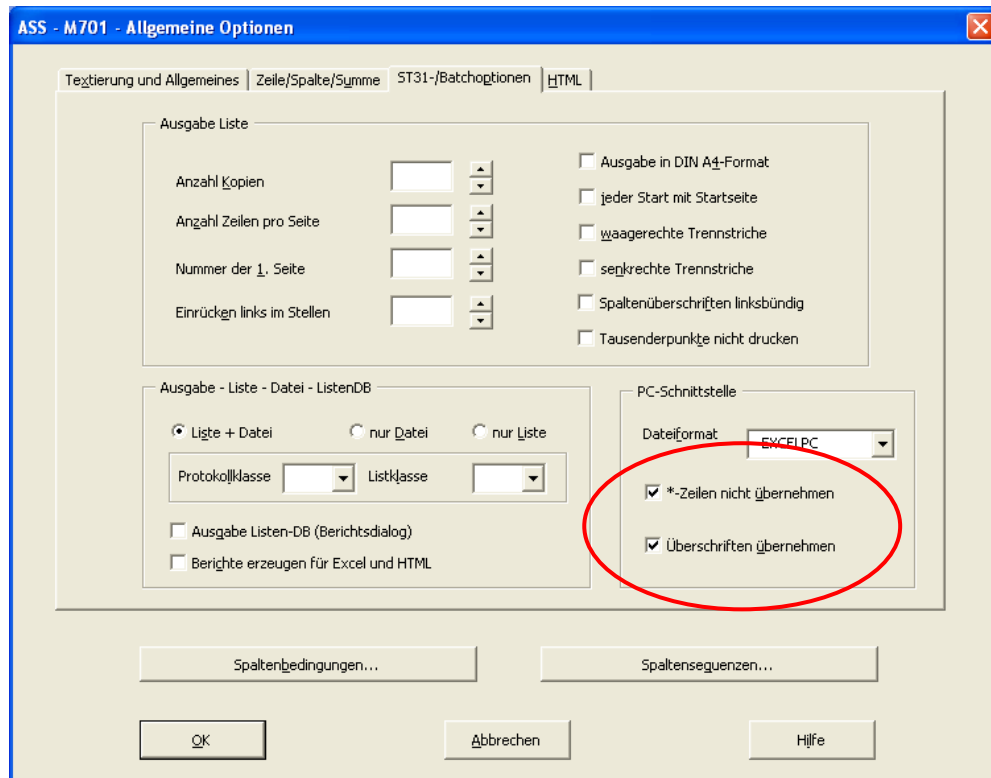 ASS - M701 - Allgemeine Optionen
Textierung und Allgemeines
Zeile/Spalte/Summe
ST31-/Batchoptionen
HTML
Ausgabe Liste
Anzahl Kopien
Anzahl Zeilen pro Seite
Nummer der 1. Seite
Einrücken links im Stellen
Ausgabe in DIN A4-Format
jeder Start mit Startseite
waagerechte Trennstriche
senkrechte Trennstriche
Spaltenüberschriften linksbündig
Tausenderpunkte nicht drucken
Ausgabe - Liste - Datei - ListenDB
Liste + Datei
nur Datei
nur Liste
Protokollklasse
Listklasse
Ausgabe Listen-DB (Berichtsdialog)
Berichte erzeugen für Excel und HTML
PC-Schnittstelle
Dateiformat
EXCELPC
*-Zeilen nicht übernehmen
Überschriften übernehmen
Spaltenbedingungen...
Spaltensequenzen...
OK
Abbrechen
Hilfe